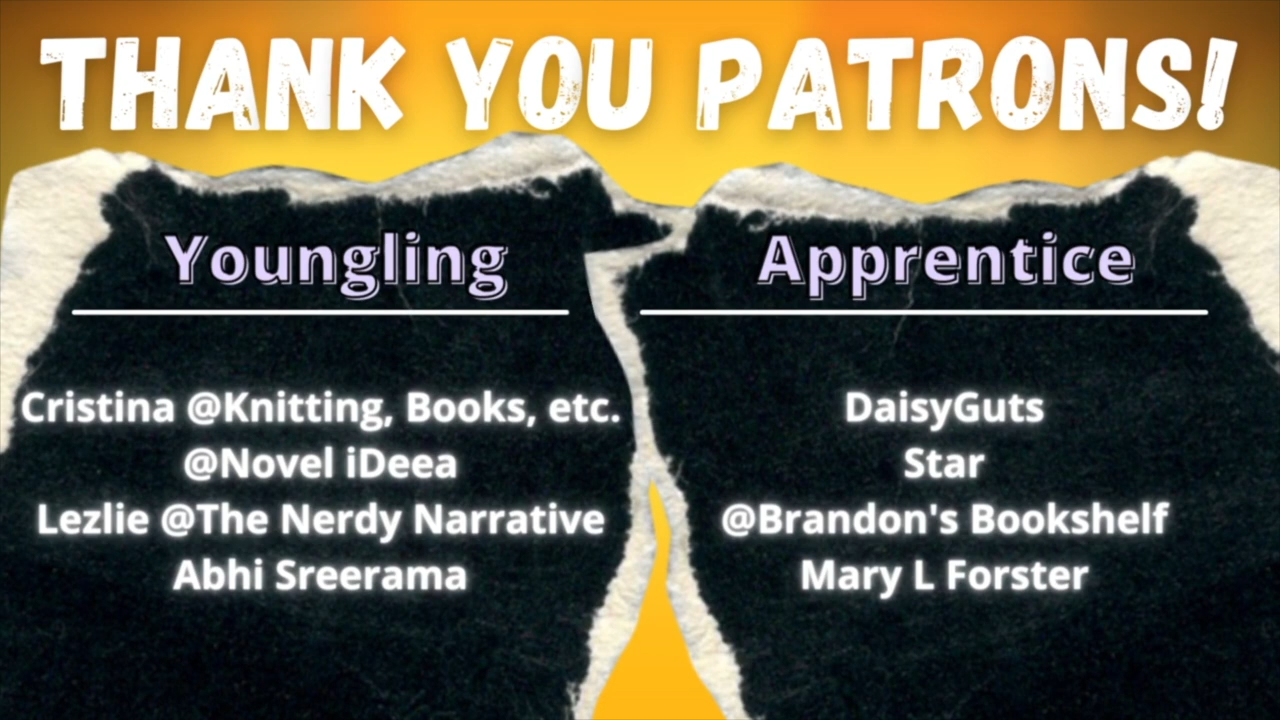 THANK YOU PATRONS!
Youngling
Cristina @Knitting, Books, etc.
@Novel iDeea
Lezlie @The Nerdy Narrative
Abhi Sreerama
Apprentice
DaisyGuts
Star
@Brandon's Bookshelf
Mary L Forster